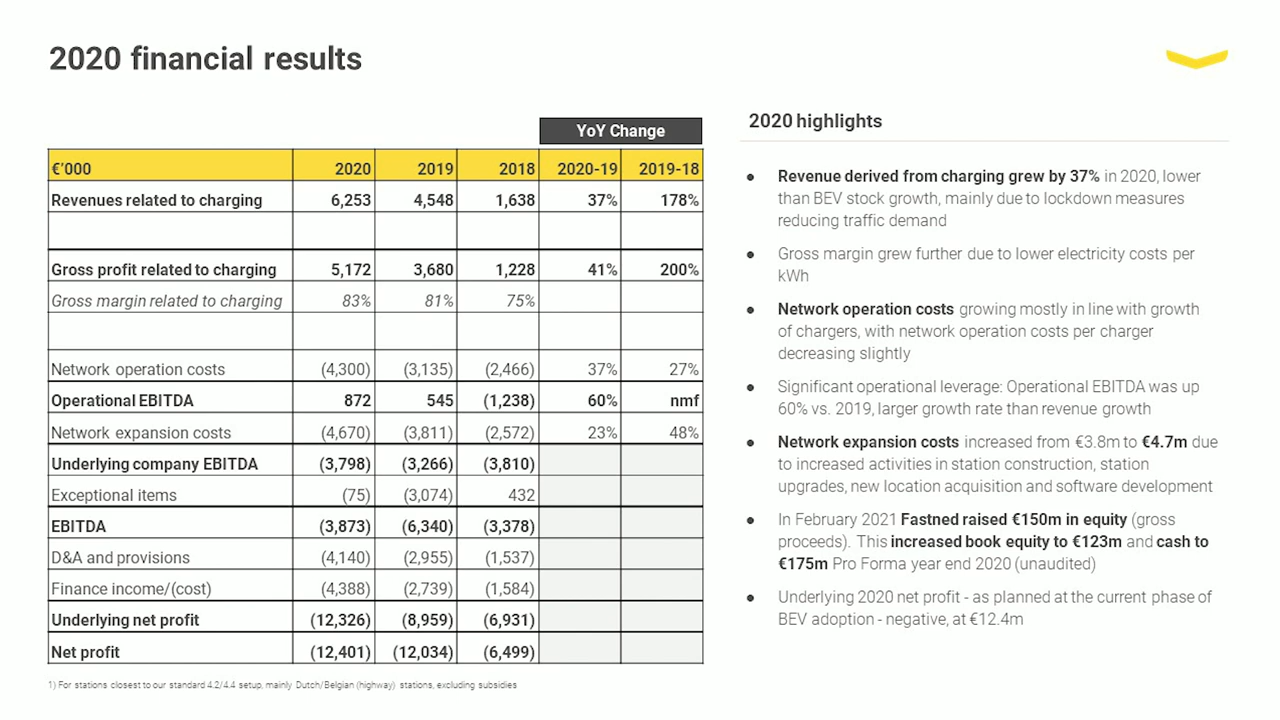 2020 financial results
YoY Change
€'000 2020 2019 2018 2020-19 2019-18
Revenues related to charging 6,253 4,548 1,638 37% 178%
Gross profit related to charging 5,172 3,680 1,228 41% 200%
Gross margin related to charging 83% 81% 75%
Network operation costs (4,300) (3,135) (2,466) 37% 27%
Operational EBITDA 872 545 (1,238) 60% nmf
Network expansion costs (4,670) (3,811) (2,572) 23% 48%
Underlying company EBITDA (3,798) (3,266) (3,810)
Exceptional items (75) (3,074) 432
EBITDA (3,873) (6,340) (3,378)
D&A and provisions (4,140) (2,955) (1,537)
Finance income/(cost) (4,388) (2,739) (1,584)
Underlying net profit (12,326) (8,959) (6,931)
Net profit (12,401) (12,034) (6,499)
1) For stations closest to our standard 4.2/4.4 setup, mainly Dutch/Belgian (highway) stations, excluding subsidies
2020 highlights
● Revenue derived from charging grew by 37% in 2020, lower
than BEV stock growth, mainly due to lockdown measures
reducing traffic demand
● Gross margin grew further due to lower electricity costs per
kWh
● Network operation costs growing mostly in line with growth
of chargers, with network operation costs per charger
decreasing slightly
● Significant operational leverage: Operational EBITDA was up
60% vs. 2019, larger growth rate than revenue growth
● Network expansion costs increased from €3.8m to €4.7m due
to increased activities in station construction, station
upgrades, new location acquisition and software development
● In February 2021 Fastned raised €150m in equity (gross
proceeds). This increased book equity to €123m and cash to
€175m Pro Forma year end 2020 (unaudited)
● Underlying 2020 net profit - as planned at the current phase of
BEV adoption - negative, at €12.4m